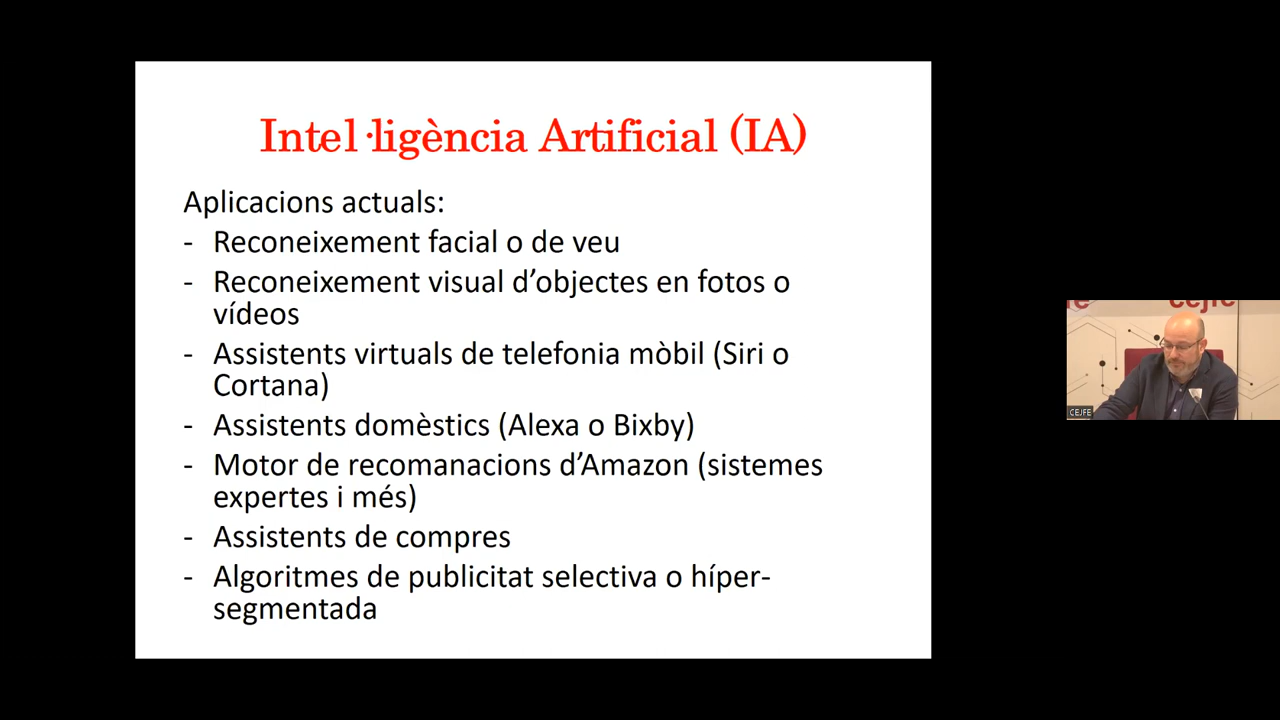 Intel·ligència Artificial (IA)
Aplicacions actuals:
- Reconeixement facial o de veu
- Reconeixement visual d’objectes en fotos o
vídeos
- Assistents virtuals de telefonia mòbil (Siri o
Cortana)
- Assistents domèstics (Alexa o Bixby)
- Motor de recomanacions d’Amazon (sistemes
expertes i més)
- Assistents de compres
- Algoritmes de publicitat selectiva o híper-
segmentada
cejfe
CEJFE